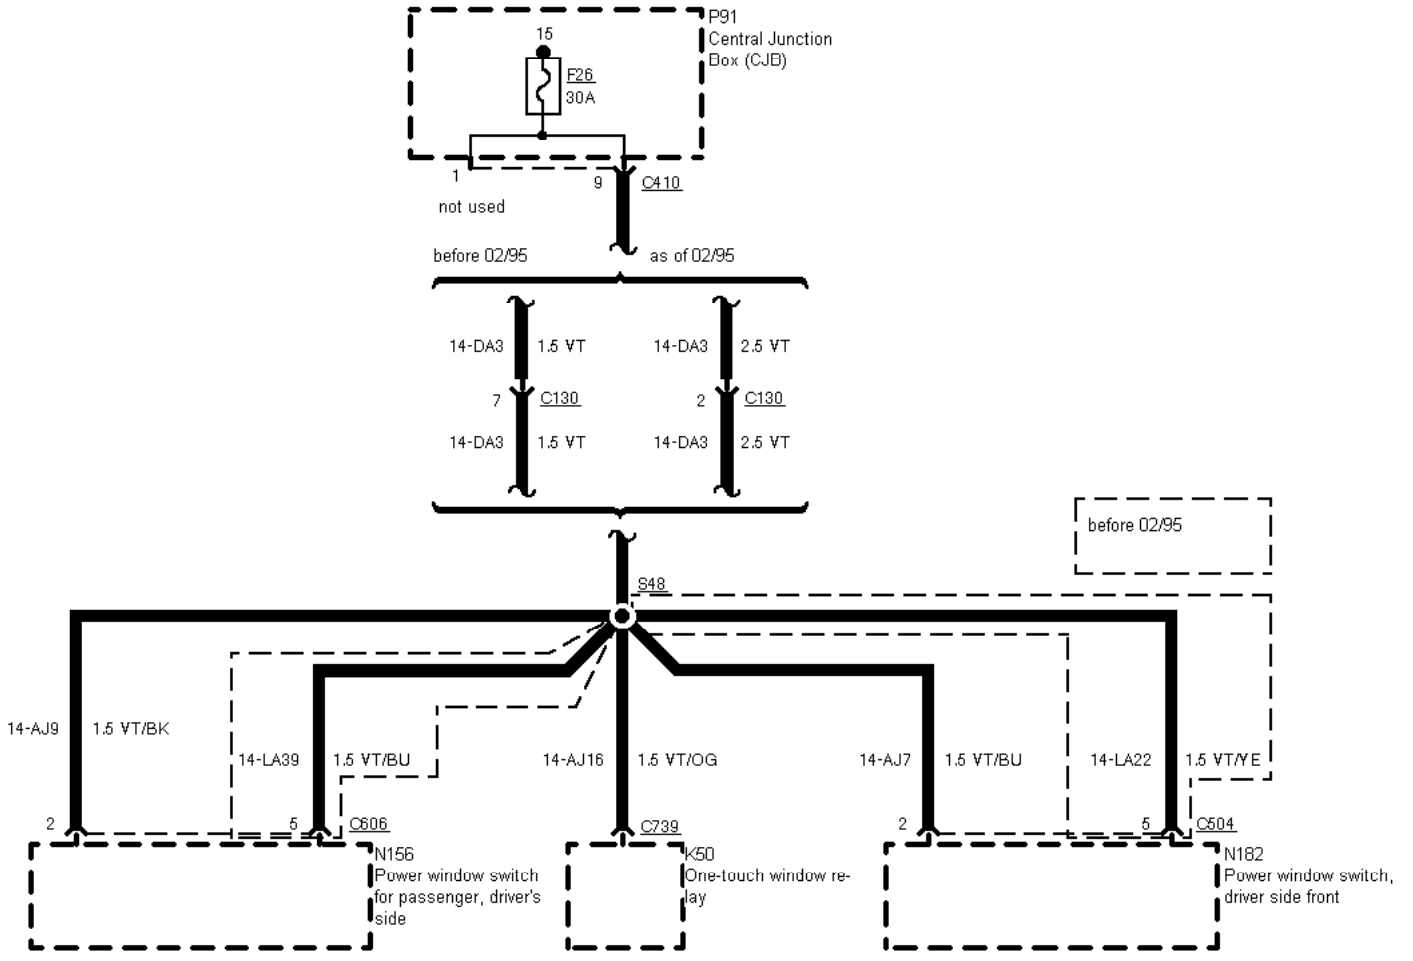 P91
Central Junction
Box (CJB)
15
F26
30A
1
9
C410
not used
before 02/95
as of 02/95
14-DA3
1.5 VT
14-DA3
2.5 VT
7
C130
2
C130
14-DA3
1.5 VT
14-DA3
2.5 VT
before 02/95
S48
14-AJ9
1.5 VT/BK
14-LA39
1.5 VT/BU
14-AJ16
1.5 VT/OG
14-AJ7
1.5 VT/BU
14-LA22
1.5 VT/YE
2
5
C606
C739
2
5
C504
N156
Power window switch
for passenger, driver's
side
K50
One-touch window re-
lay
N182
Power window switch,
driver side front